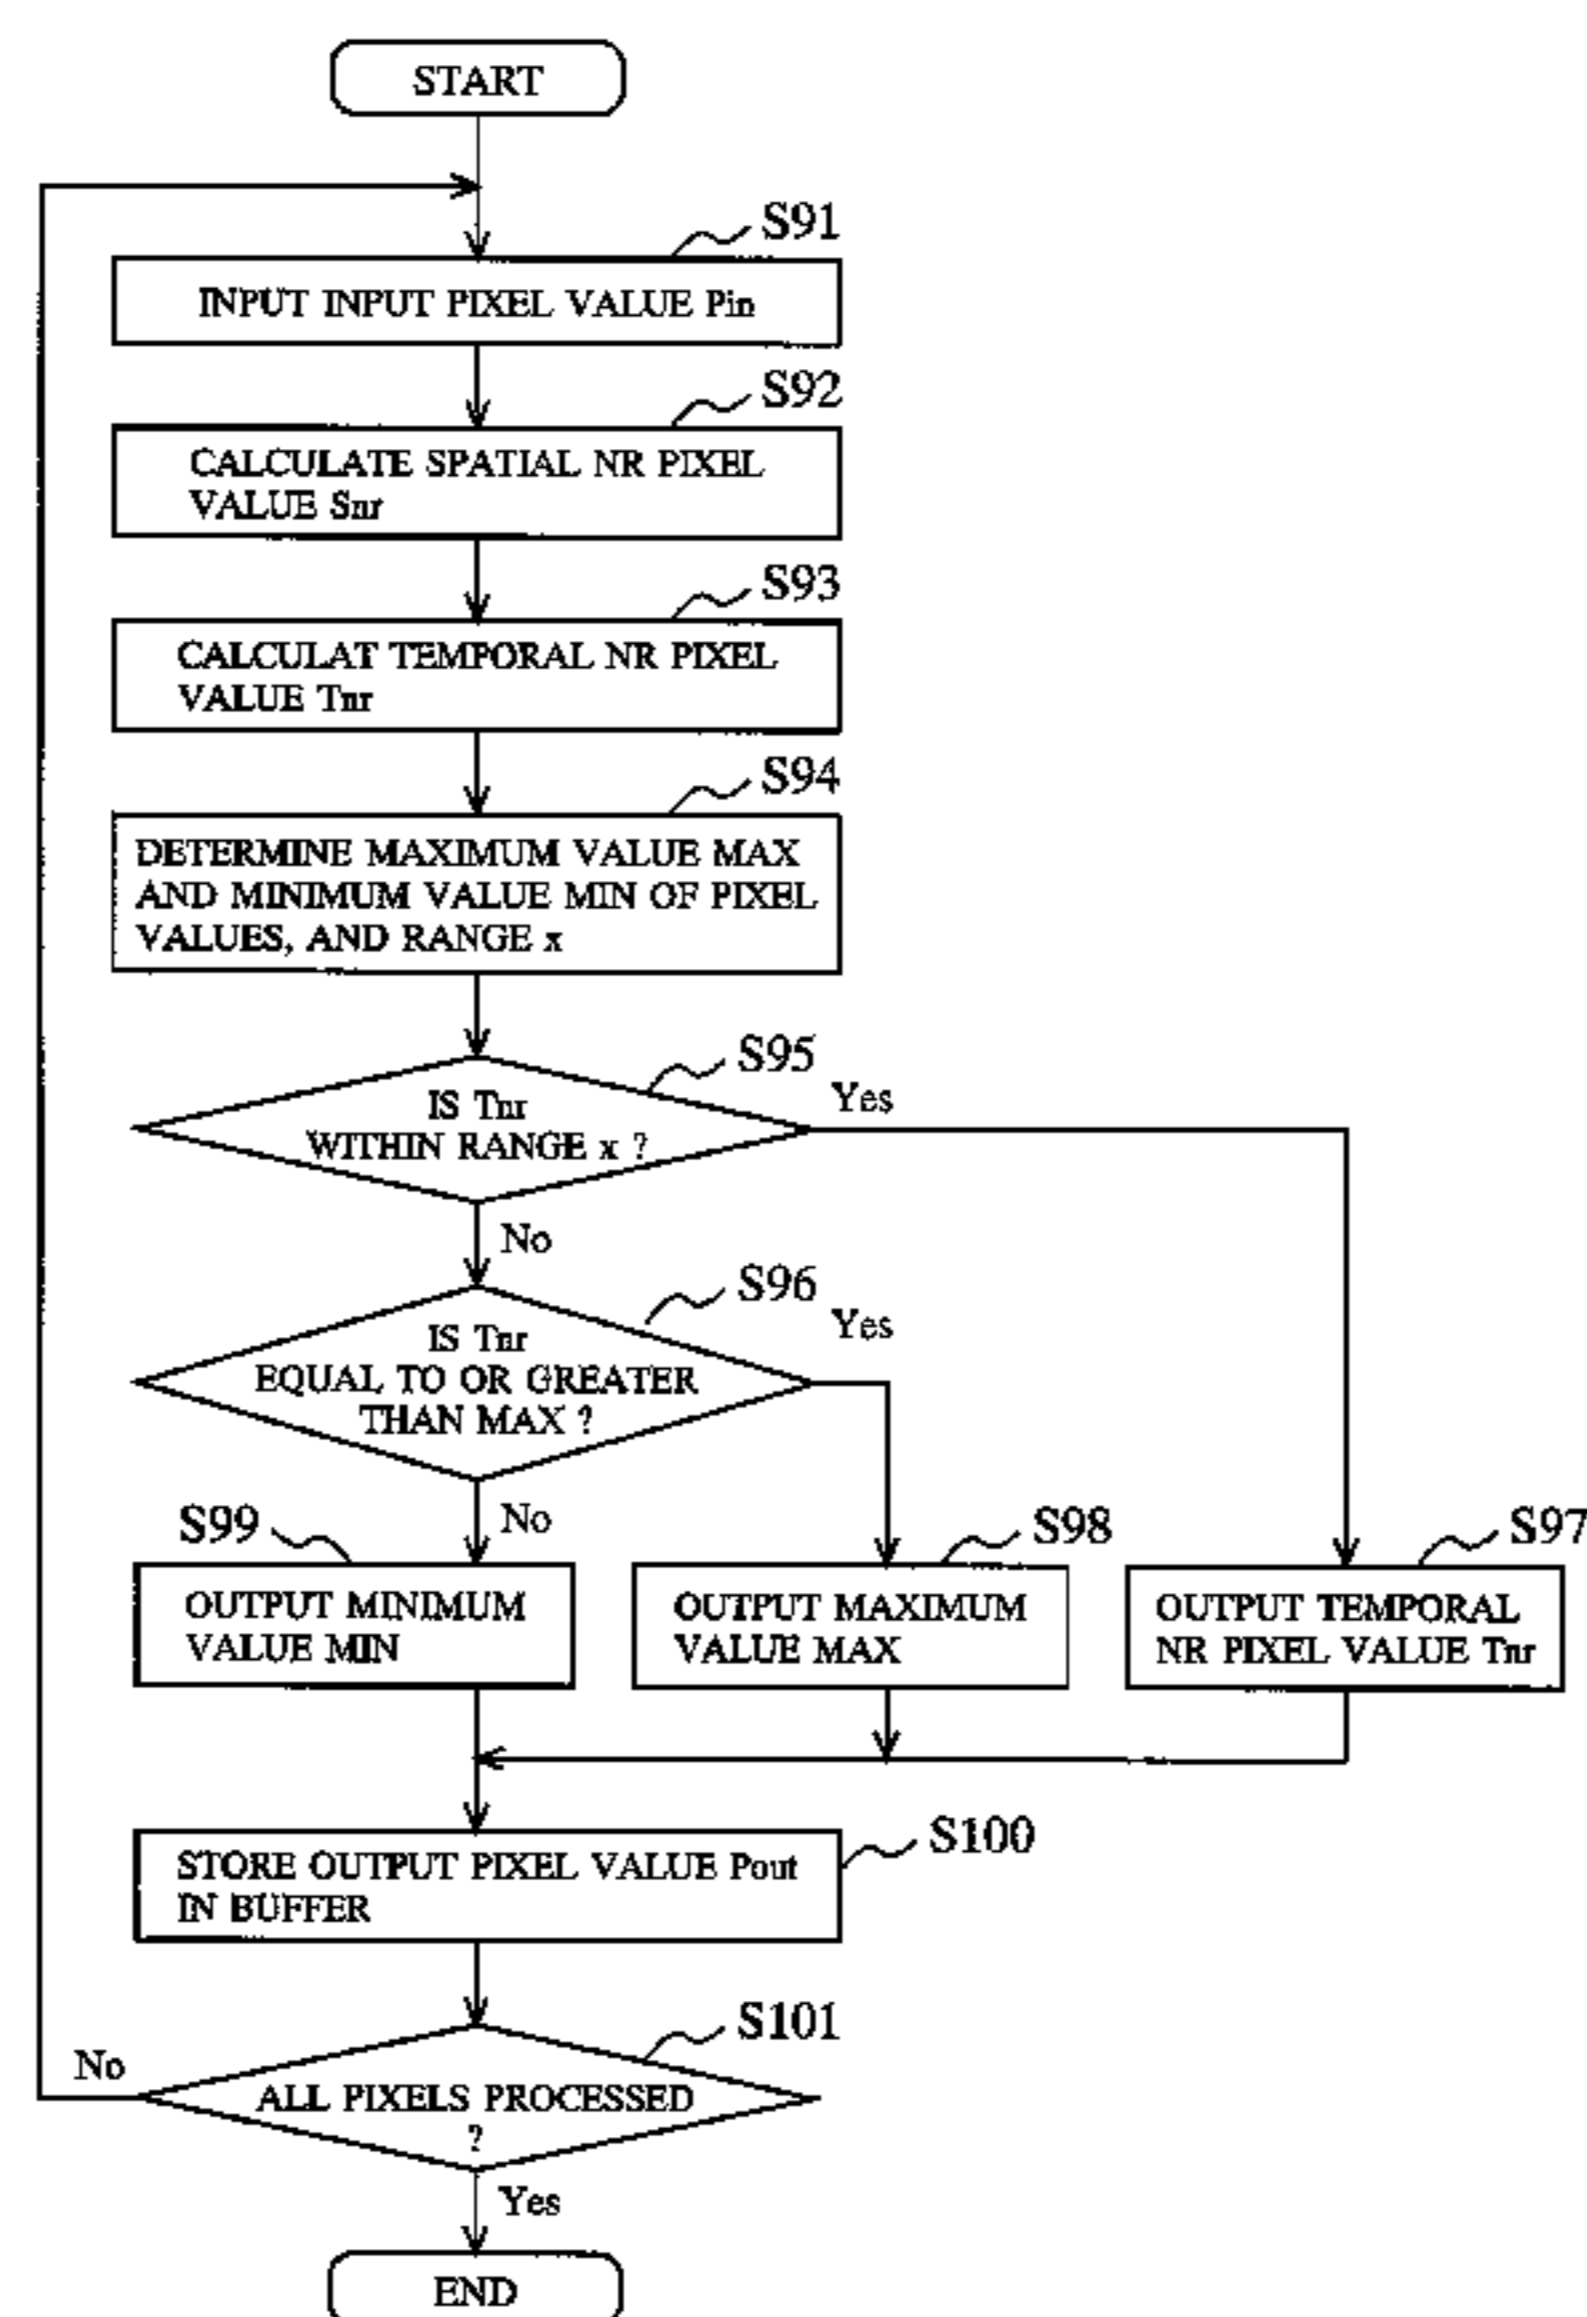 START
S91
INPUT INPUT PIXEL VALUE Pin
S92
CALCULATE SPATIAL NR PIXEL
VALUE Snr
S93
CALCULAT TEMPORAL NR PIXEL
VALUE Tnr
S94
DETERMINE MAXIMUM VALUE MAX
AND MINIMUM VALUE MIN OF PIXEL
VALUES, AND RANGE x
S95
IS Tnr
WITHIN RANGE x ?
Yes
No
S96
IS Tnr
EQUAL TO OR GREATER
THAN MAX ?
Yes
No
S99
OUTPUT MINIMUM
VALUE MIN
S98
OUTPUT MAXIMUM
VALUE MAX
S97
OUTPUT TEMPORAL
NR PIXEL VALUE Tnr
S100
STORE OUTPUT PIXEL VALUE Pout
IN BUFFER
S101
ALL PIXELS PROCESSED
?
No
Yes
END